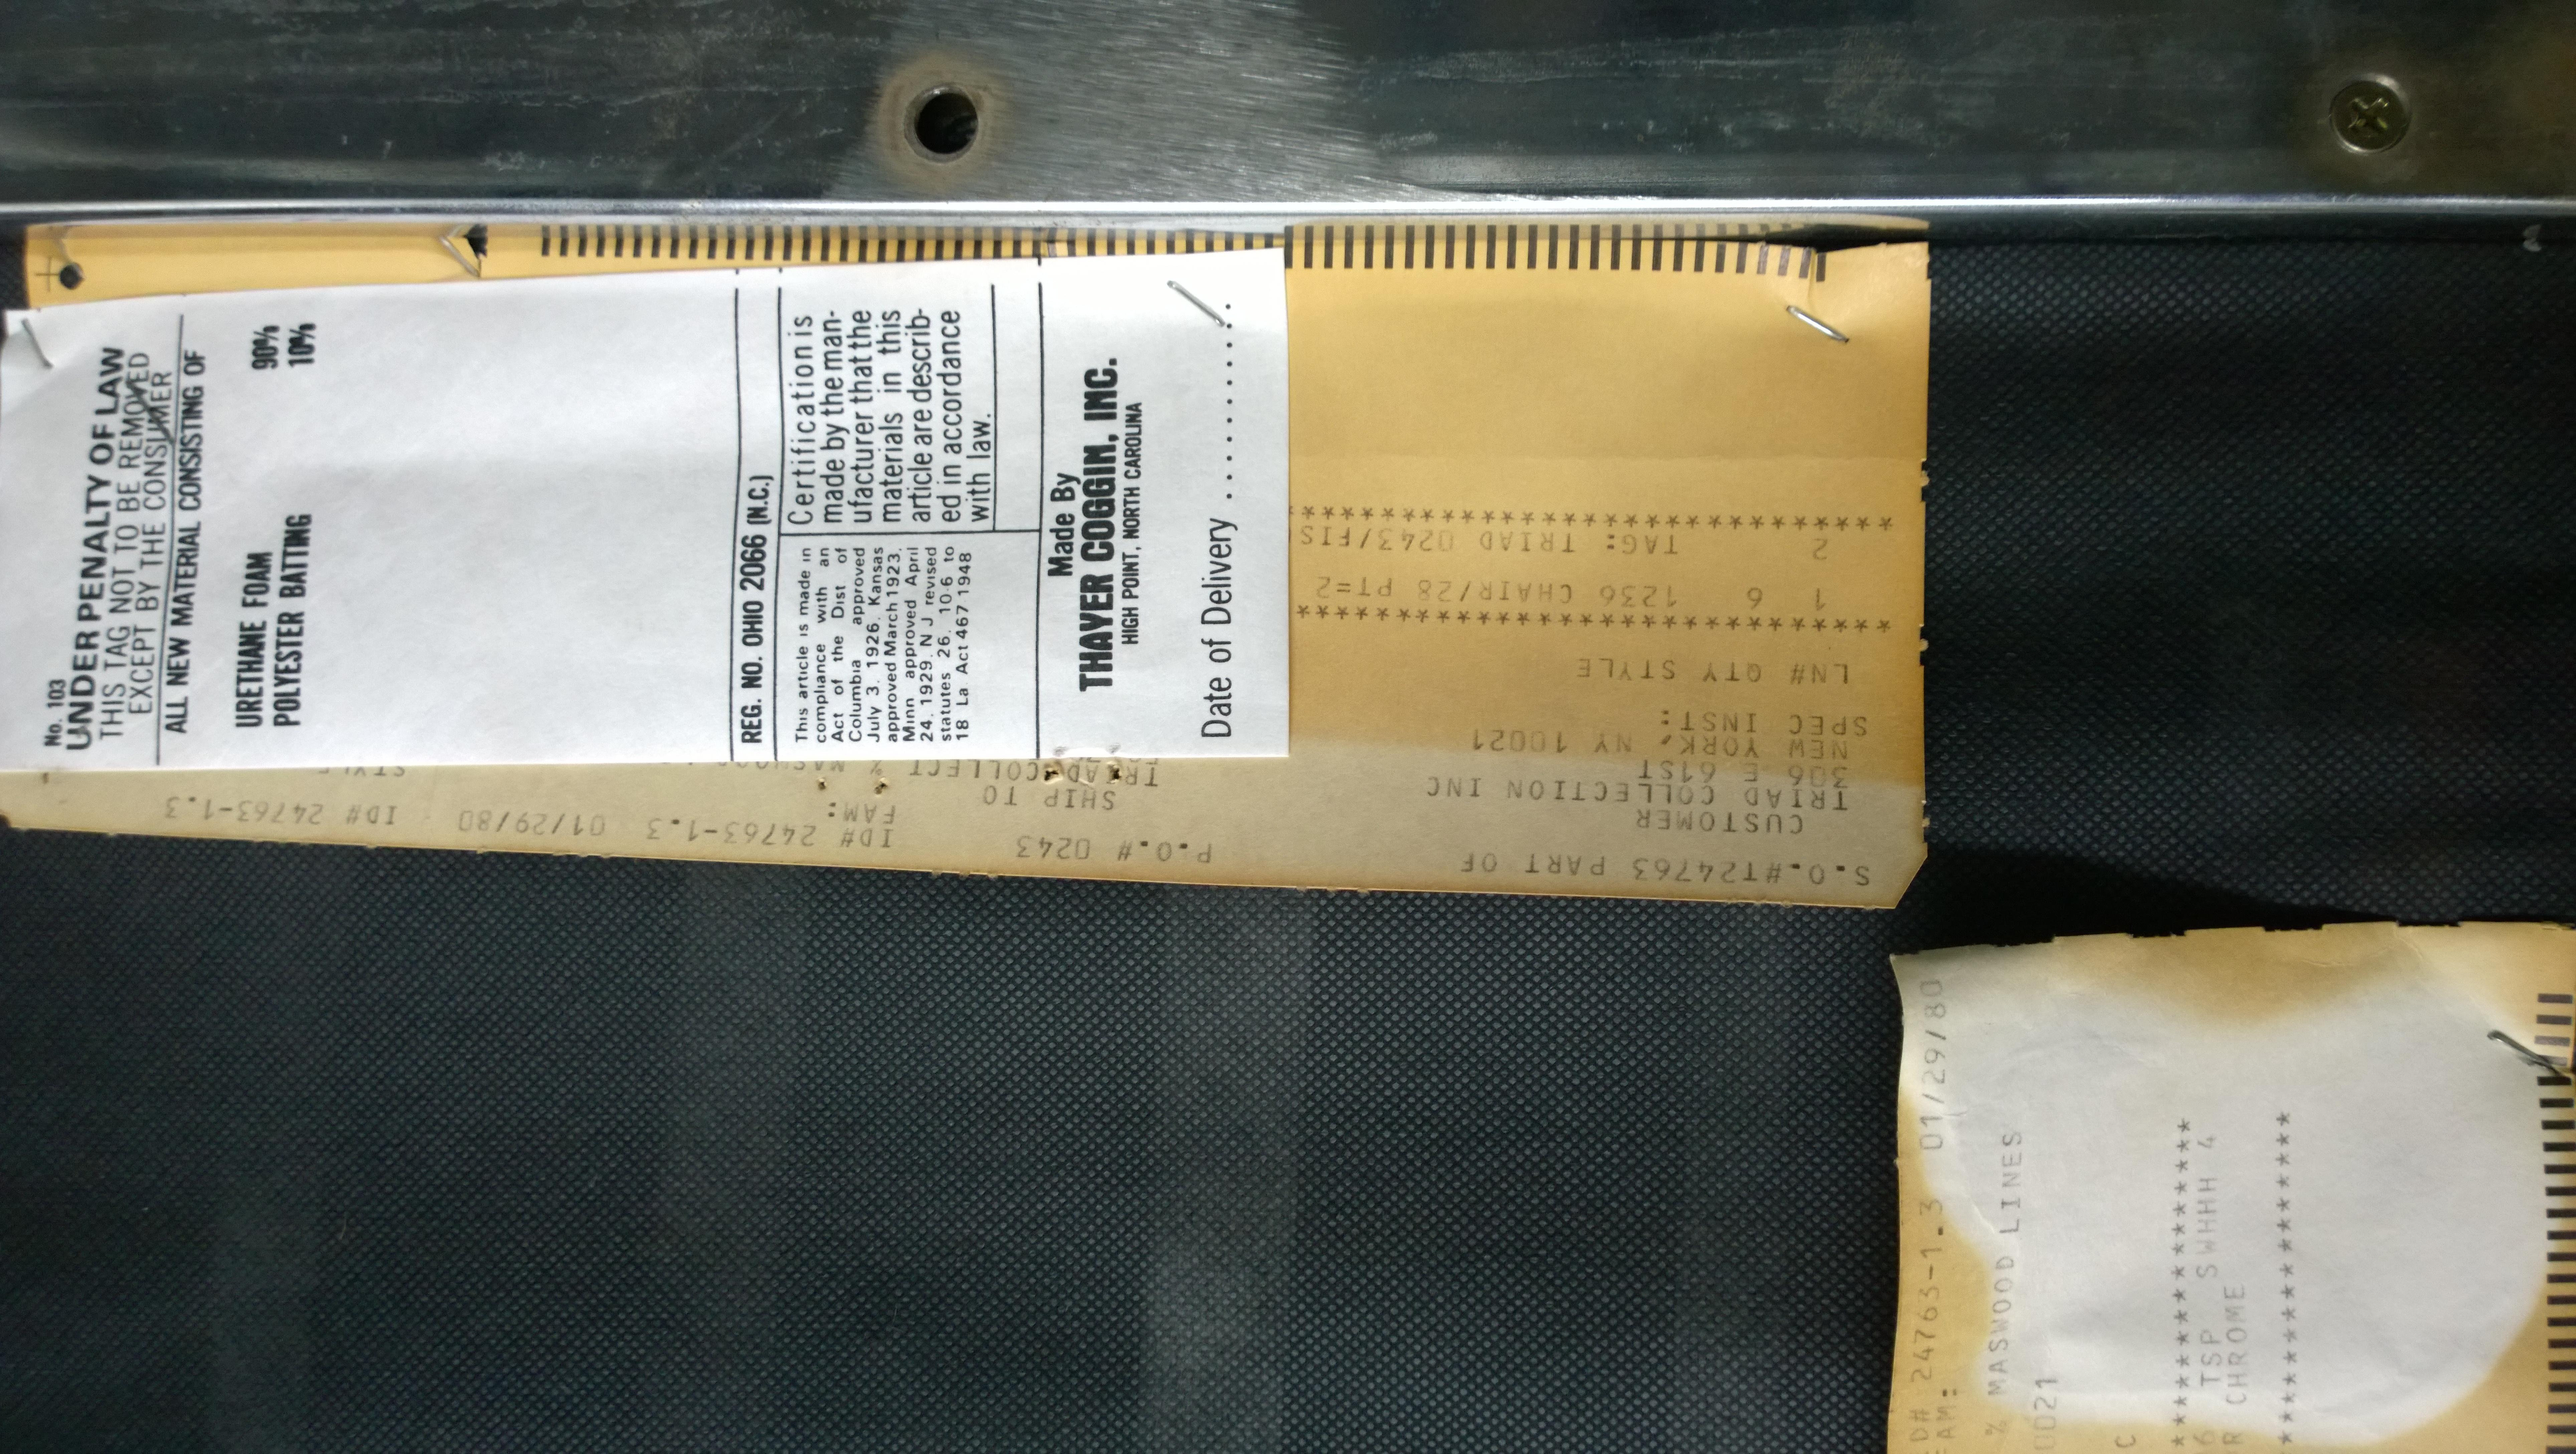 No. 103
UNDER PENALTY OF LAW
THIS TAG NOT TO BE REMOVED
EXCEPT BY THE CONSUMER
ALL NEW MATERIAL CONSISTING OF
URETHANE FOAM 90%
POLYESTER BATTING 10%
REG. NO. OHIO 2066 (N.C.)
This article is made in
compliance with an
Act of the Dist of
Columbia approved
July 3. 1926. Kansas
approved March 1923.
Minn approved April
24. 1929. N J revised
statutes 26. 10-6 to
18 La Act 467 1948
Certification is
made by the man-
ufacturer that the
materials in this
article are describ-
ed in accordance
with law.
Made By
THAYER COGGIN, INC.
HIGH POINT, NORTH CAROLINA
Date of Delivery ..........
S.O.#T24763 PART OF P.O.# 0243
CUSTOMER
TRIAD COLLECTION INC
306 E 61ST
NEW YORK, NY 10021
SPEC INST:
LN# QTY STYLE
*******************************
1 6 1236 CHAIR/28 PT=2
2 TAG: TRIAD 0243/FIS
*******************************
ID# 24763-1.3 01/29/80 ID# 24763-1.3
FAM:
SHIP TO
TRIAD COLLECT %
STYLE
D# 24763-1.3 01/29/80
AM:
% MASWOOD LINES
0021
C
**********************
6 TSP SWHHH 4
R CHROME
**********************